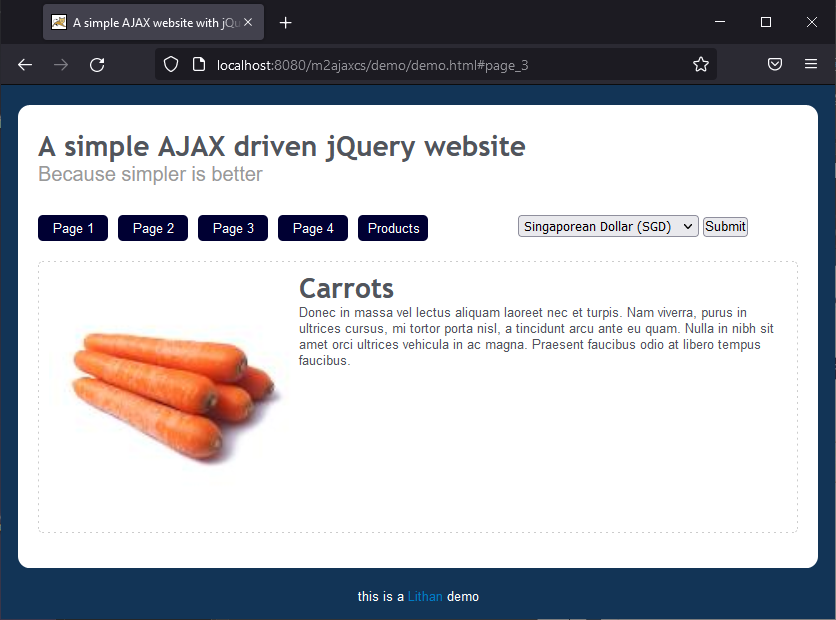 A simple AJAX website with jQu
localhost:8080/m2ajaxcs/demo/demo.html#page_3
A simple AJAX driven jQuery website
Because simpler is better
Page 1 Page 2 Page 3 Page 4 Products Singaporean Dollar (SGD) Submit
Carrots
Donec in massa vel lectus aliquam laoreet nec et turpis. Nam viverra, purus in
ultrices cursus, mi tortor porta nisl, a tincidunt arcu ante eu quam. Nulla in nibh sit
amet orci ultrices vehicula in ac magna. Praesent faucibus odio at libero tempus
faucibus.
this is a Lithan demo